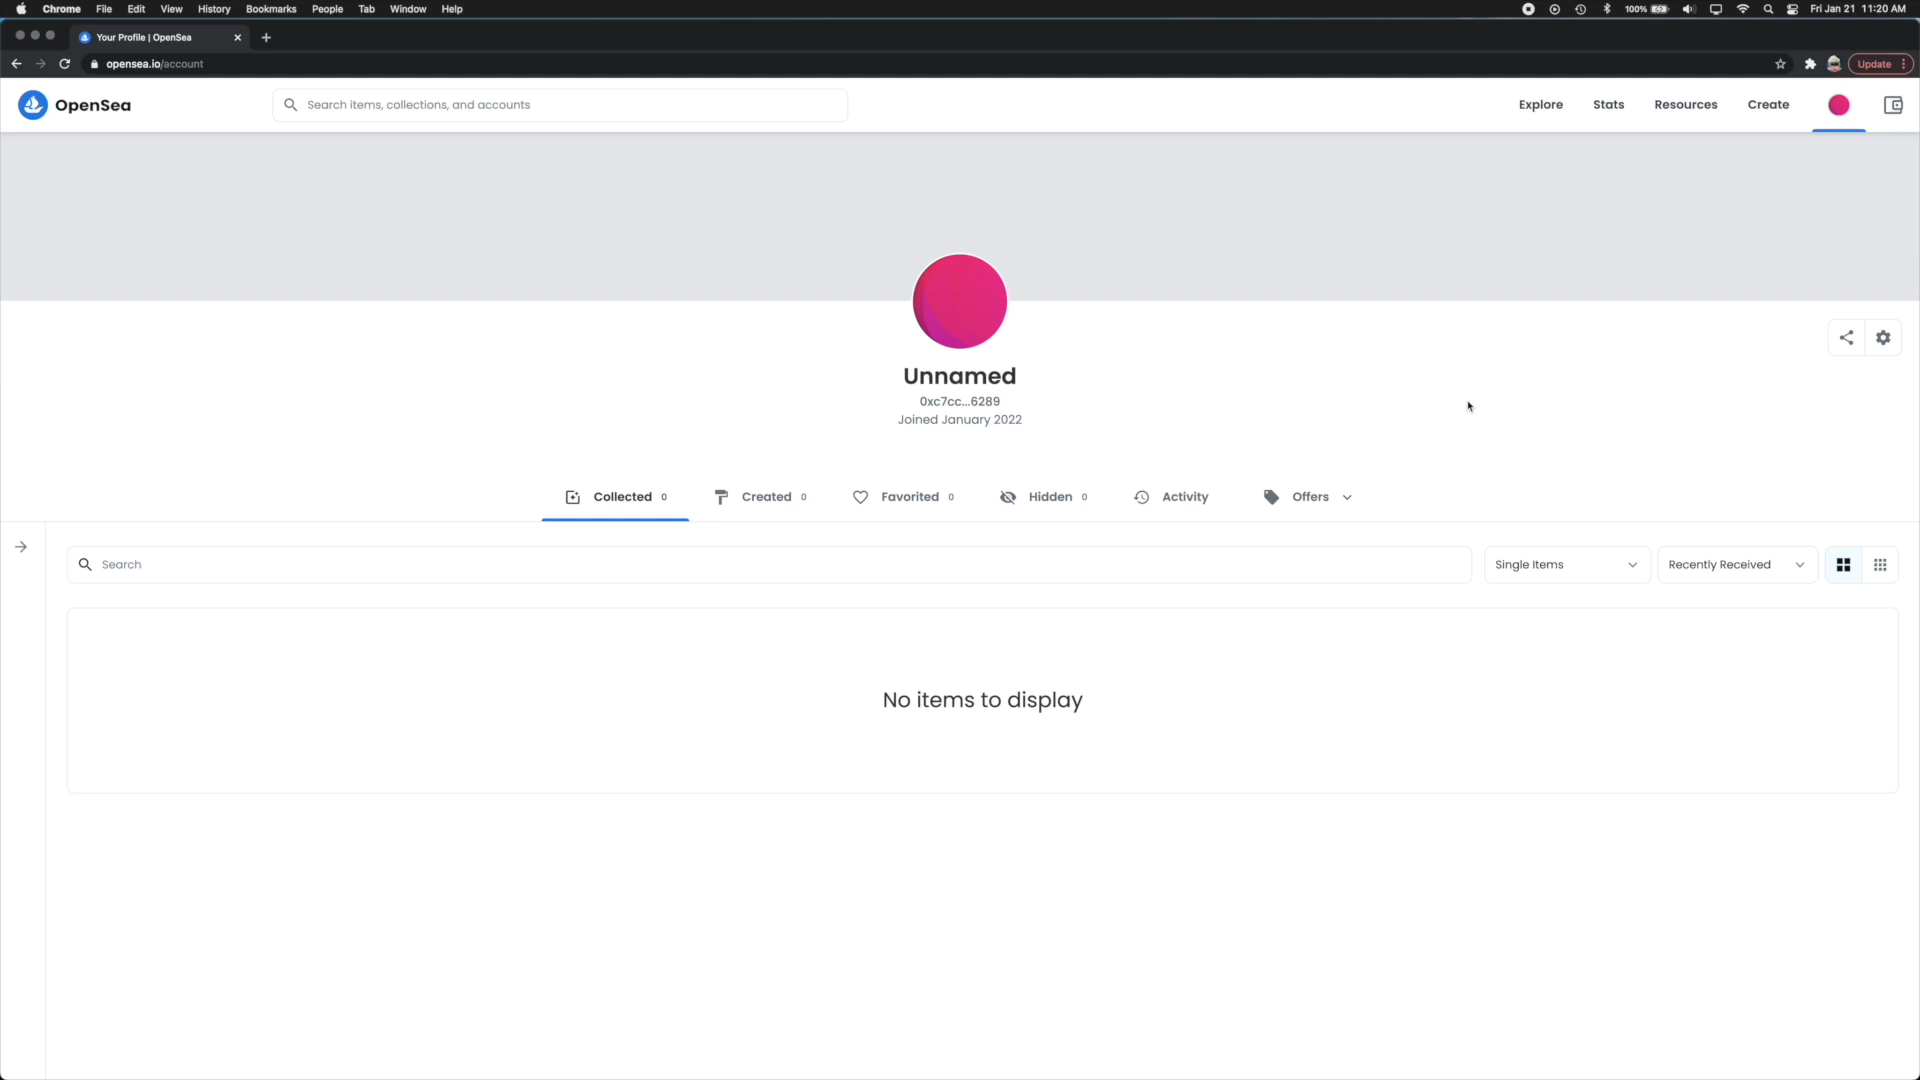 Chrome File Edit View History Bookmarks People Tab Window Help 100% Fri Jan 21 11:20 AM
Your Profile | OpenSea
opensea.io/account Update
OpenSea Search items, collections, and accounts Explore Stats Resources Create
Unnamed
0xc7cc...6289
Joined January 2022
Collected 0 Created 0 Favorited 0 Hidden 0 Activity Offers
Search Single Items Recently Received
No items to display